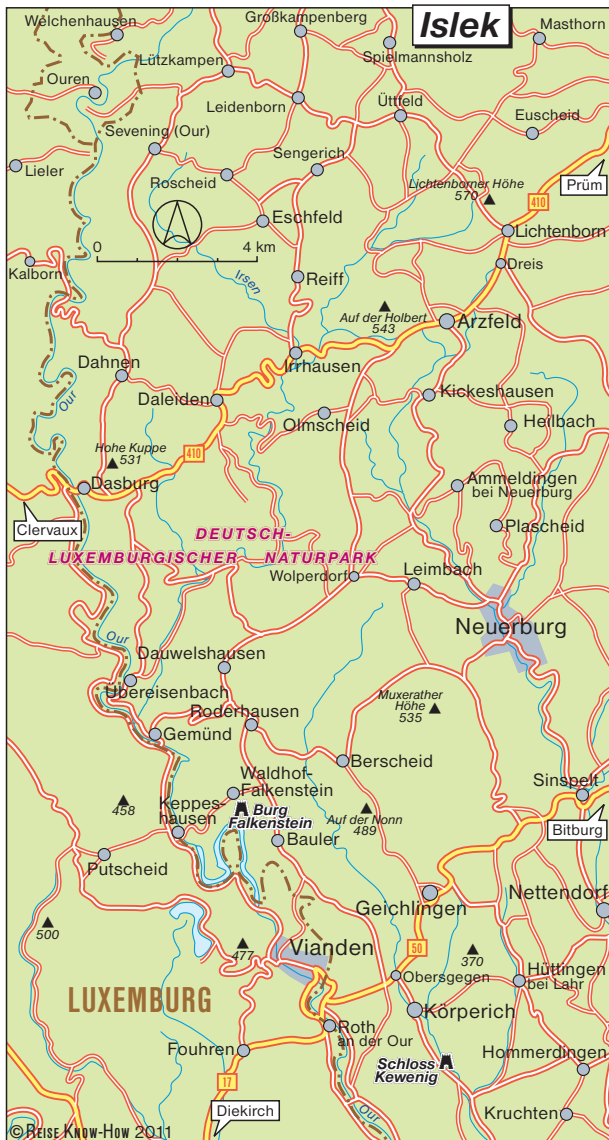 Islek
Welchenhausen
Großkampenberg
Masthorn
Spielmannsholz
Lützkampen
Ouren
Leidenborn
Üttfeld
Euscheid
Sevening (Our)
Sengerich
Lieler
Roscheid
Lichtenborner Höhe
570
Prüm
410
Eschfeld
Lichtenborn
0
4 km
Kalborn
Irsen
Reiff
Dreis
Auf der Holbert
543
Arzfeld
Irrhausen
Dahnen
Our
Daleiden
Kickeshausen
Olmscheid
Heilbach
Hohe Kuppe
531
410
Dasburg
Ammeldingen
bei Neuerburg
Clervaux
Plascheid
DEUTSCH-
LUXEMBURGISCHER NATURPARK
Wolperdorf
Leimbach
Neuerburg
Our
Dauwelshausen
Übereisenbach
Muxerather
Höhe
535
Roderhausen
Gemünd
Berscheid
Waldhof-
Falkenstein
Sinspelt
458
Burg
Falkenstein
Keppes-
hausen
Auf der Nonn
489
Bitburg
Bauler
Putscheid
Geichlingen
Nettendorf
500
477
Vianden
50
370
Obersgegen
Hüttingen
bei Lahr
LUXEMBURG
Körperich
Roth
an der Our
Fouhren
Schloss
Kewenig
Hommerdingen
17
Diekirch
Our
Kruchten
© REISE KNOW-HOW 2011